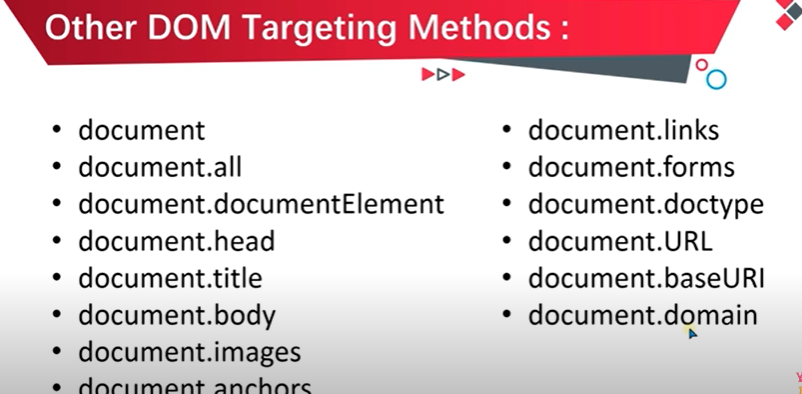 Other DOM Targeting Methods :
• document
• document.all
• document.documentElement
• document.head
• document.title
• document.body
• document.images
• document.anchors
• document.links
• document.forms
• document.doctype
• document.URL
• document.baseURI
• document.domain